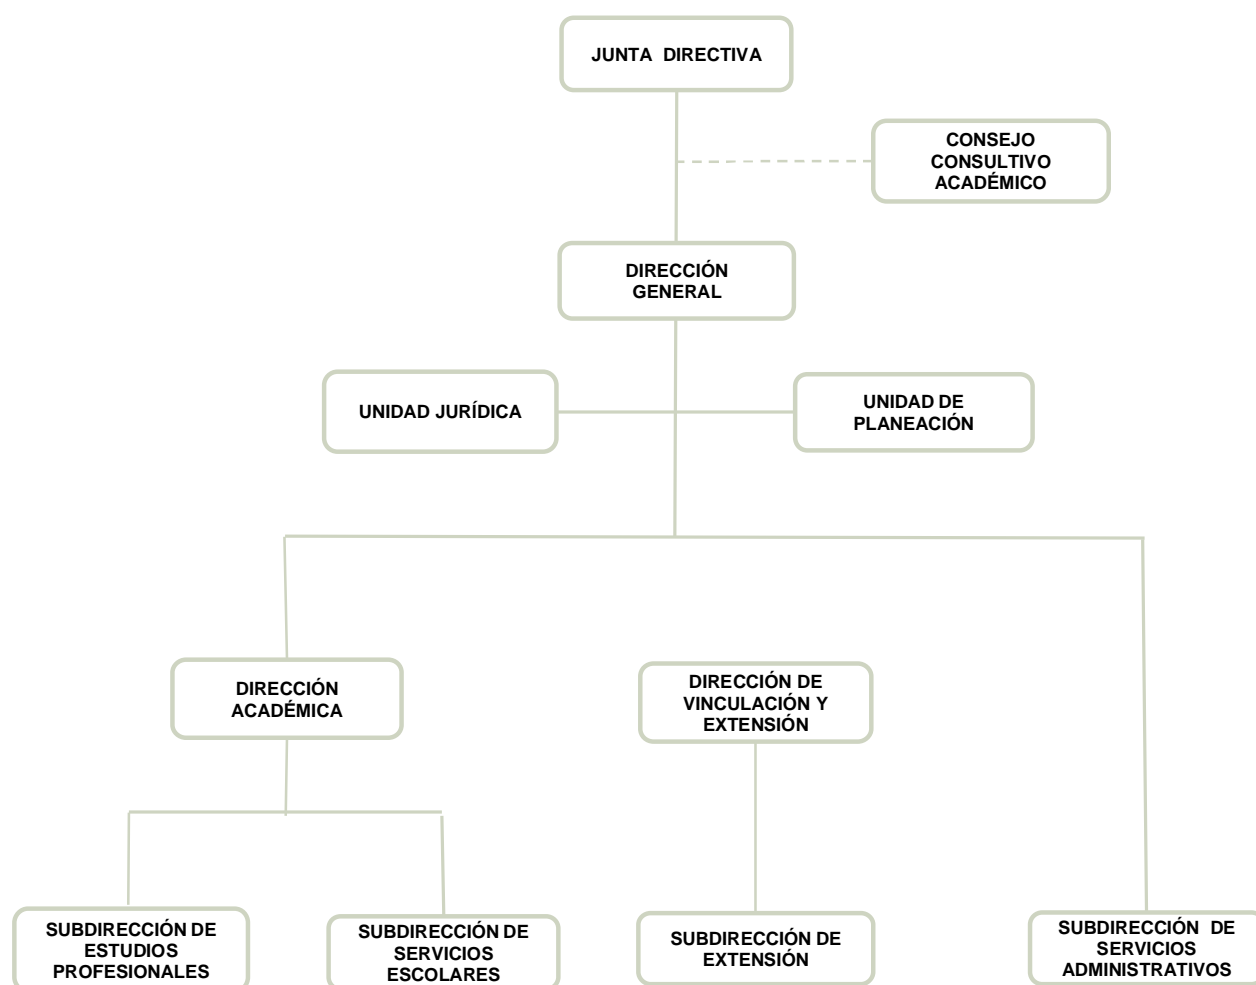 JUNTA DIRECTIVA
CONSEJO
CONSULTIVO
ACADÉMICO
DIRECCIÓN
GENERAL
UNIDAD JURÍDICA
UNIDAD DE
PLANEACIÓN
DIRECCIÓN
ACADÉMICA
DIRECCIÓN DE
VINCULACIÓN Y
EXTENSIÓN
SUBDIRECCIÓN DE
ESTUDIOS
PROFESIONALES
SUBDIRECCIÓN DE
SERVICIOS
ESCOLARES
SUBDIRECCIÓN DE
EXTENSIÓN
SUBDIRECCIÓN DE
SERVICIOS
ADMINISTRATIVOS